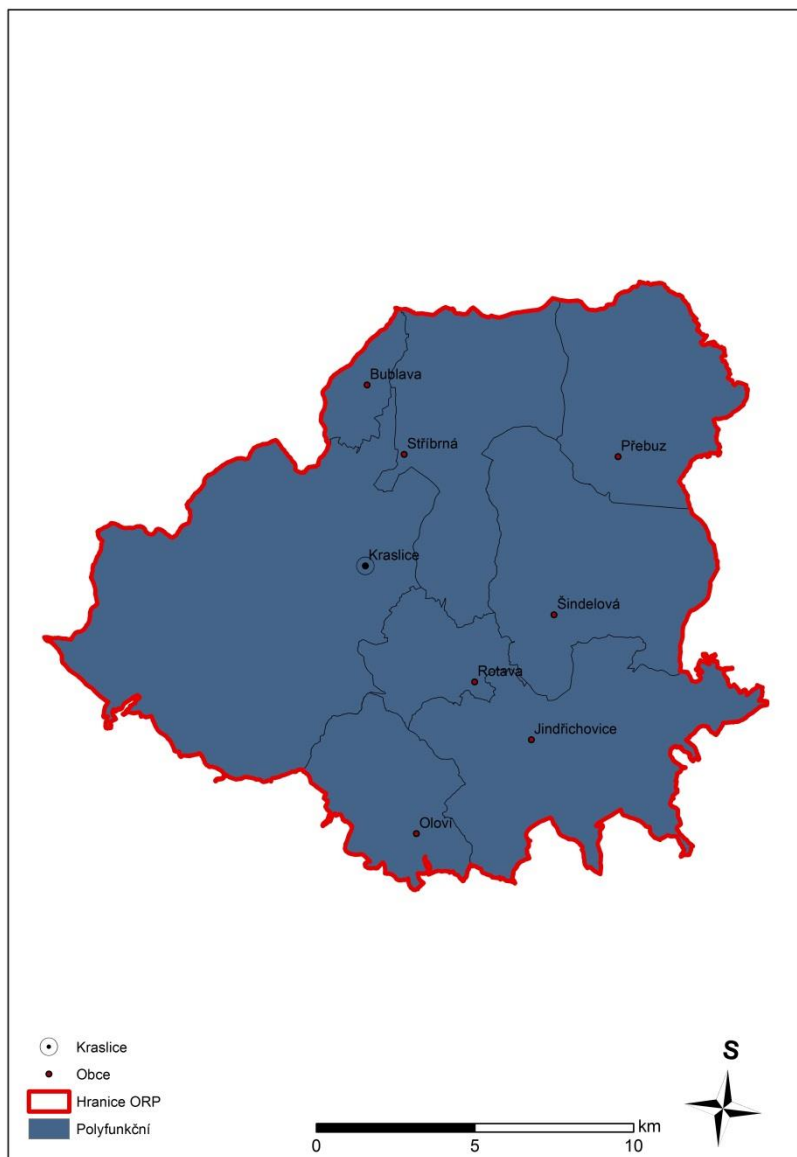 Bublava
Stříbrná
Přebuz
Kraslice
Šindelová
Rotava
Jindřichovice
Oloví
Kraslice
Obce
Hranice ORP
Polyfunkční
S
km
0 5 10